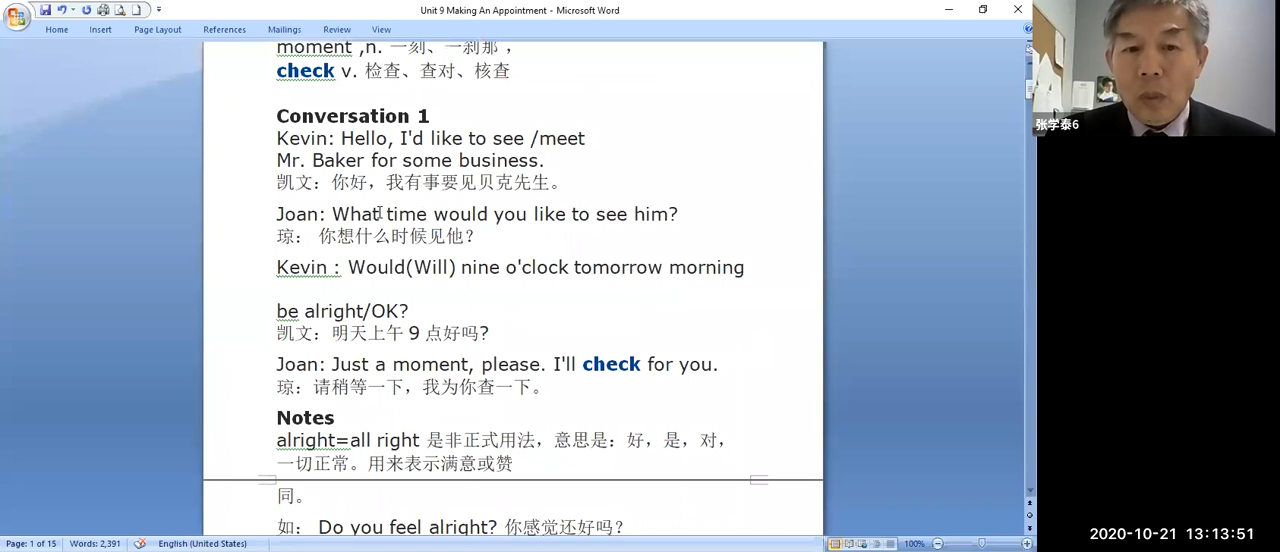 Unit 9 Making An Appointment - Microsoft Word
Home Insert Page Layout References Mailings Review View
moment ,n. 一刻、一刹那 ,
check v. 检查、查对、核查
Conversation 1
Kevin: Hello, I'd like to see /meet
Mr. Baker for some business.
凯文：你好，我有事要见贝克先生。
Joan: What time would you like to see him?
琼： 你想什么时候见他?
Kevin : Would(Will) nine o'clock tomorrow morning
be alright/OK?
凯文：明天上午 9 点好吗?
Joan: Just a moment, please. I'll check for you.
琼：请稍等一下，我为你查一下。
Notes
alright=all right 是非正式用法，意思是：好，是，对，
一切正常。用来表示满意或赞
同。
如： Do you feel alright? 你感觉还好吗?
张学泰6
Page: 1 of 15 Words: 2,391 English (United States) 100%
2020-10-21 13:13:51